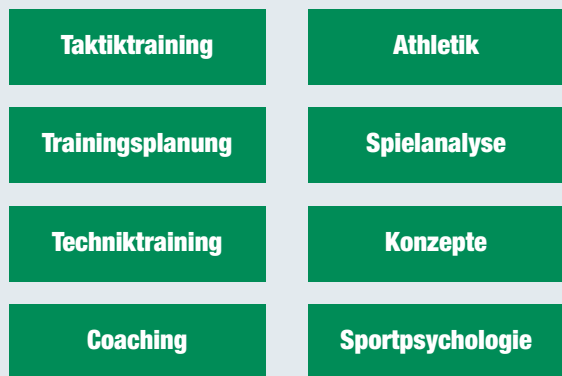 Taktiktraining
Athletik
Trainingsplanung
Spielanalyse
Techniktraining
Konzepte
Coaching
Sportpsychologie